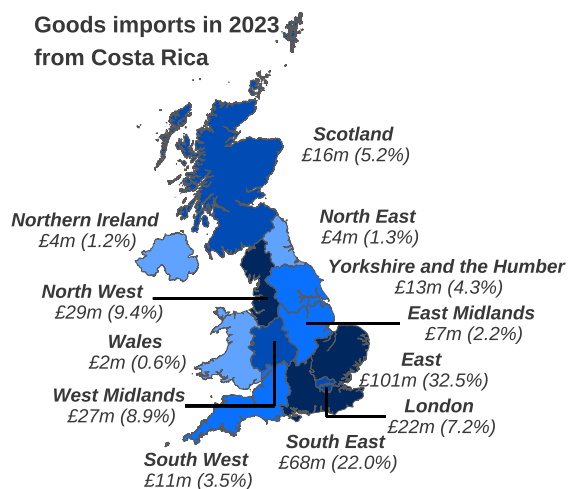 Goods imports in 2023
from Costa Rica
Scotland
£16m (5.2%)
Northern Ireland
£4m (1.2%)
North East
£4m (1.3%)
Yorkshire and the Humber
£13m (4.3%)
North West
£29m (9.4%)
East Midlands
£7m (2.2%)
Wales
£2m (0.6%)
East
£101m (32.5%)
West Midlands
£27m (8.9%)
London
£22m (7.2%)
South East
£68m (22.0%)
South West
£11m (3.5%)